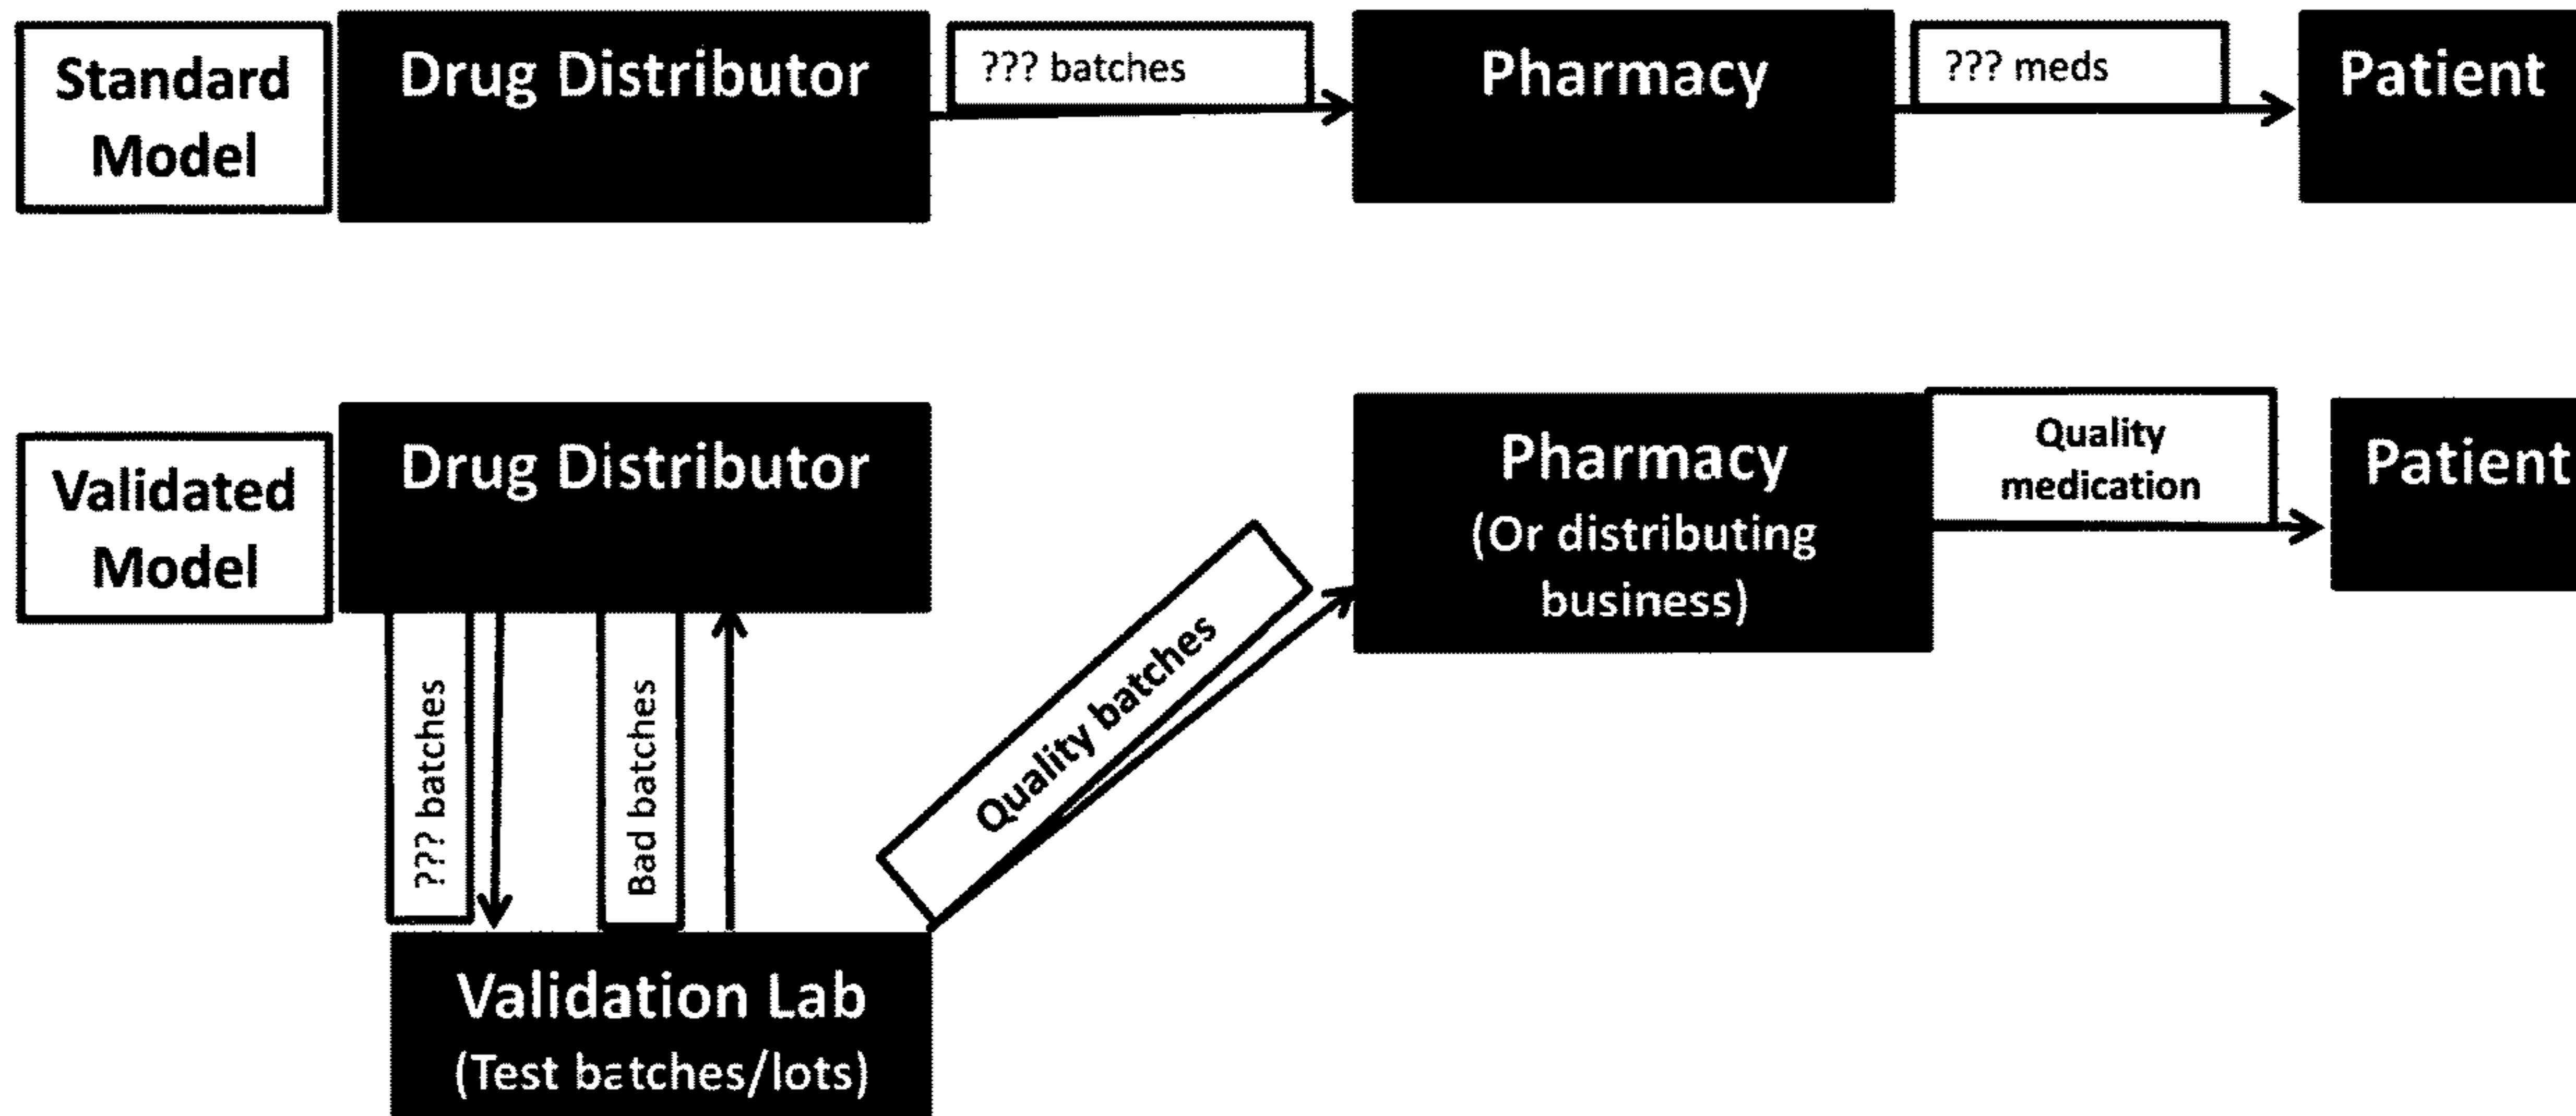 Standard
Model
Drug Distributor
??? batches
Pharmacy
??? meds
Patient
Validated
Model
Drug Distributor
Pharmacy
(Or distributing
business)
Quality
medication
Patient
??? batches
Bad batches
Quality batches
Validation Lab
(Test batches/lots)